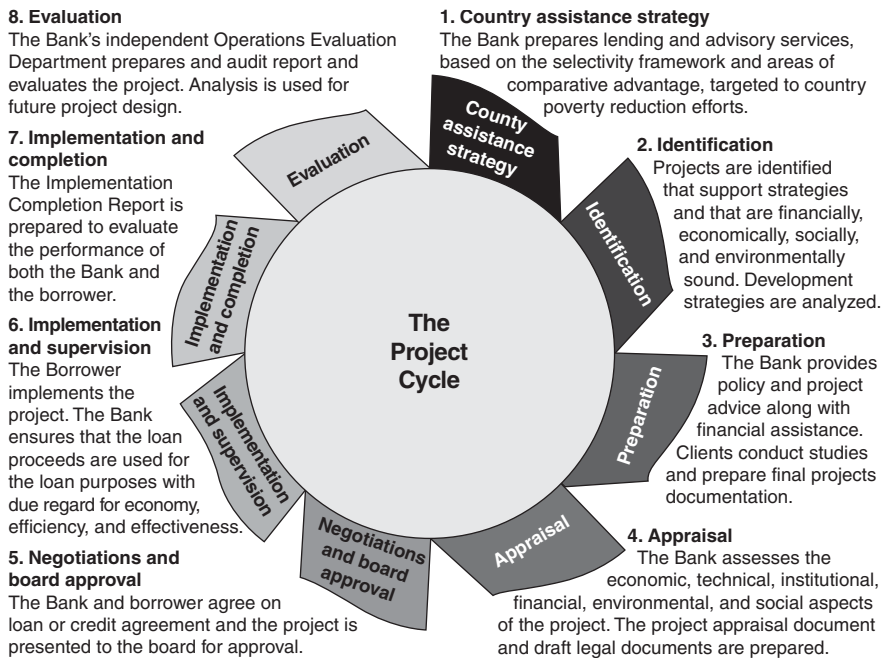 8. Evaluation
The Bank's independent Operations Evaluation
Department prepares and audit report and
evaluates the project. Analysis is used for
future project design.
1. Country assistance strategy
The Bank prepares lending and advisory services,
based on the selectivity framework and areas of
comparative advantage, targeted to country
poverty reduction efforts.
7. Implementation and
completion
The Implementation
Completion Report is
prepared to evaluate
the performance of
both the Bank and
the borrower.
2. Identification
Projects are identified
that support strategies
and that are financially,
economically, socially,
and environmentally
sound. Development
strategies are analyzed.
6. Implementation
and supervision
The Borrower
implements the
project. The Bank
ensures that the loan
proceeds are used for
the loan purposes with
due regard for economy,
efficiency, and effectiveness.
3. Preparation
The Bank provides
policy and project
advice along with
financial assistance.
Clients conduct studies
and prepare final projects
documentation.
5. Negotiations and
board approval
The Bank and borrower agree on
loan or credit agreement and the project is
presented to the board for approval.
4. Appraisal
The Bank assesses the
economic, technical, institutional,
financial, environmental, and social aspects
of the project. The project appraisal document
and draft legal documents are prepared.
The
Project
Cycle
County
assistance
strategy
Identification
Preparation
Appraisal
Negotiations
and board
approval
Implementation
and supervision
Implementation
and completion
Evaluation